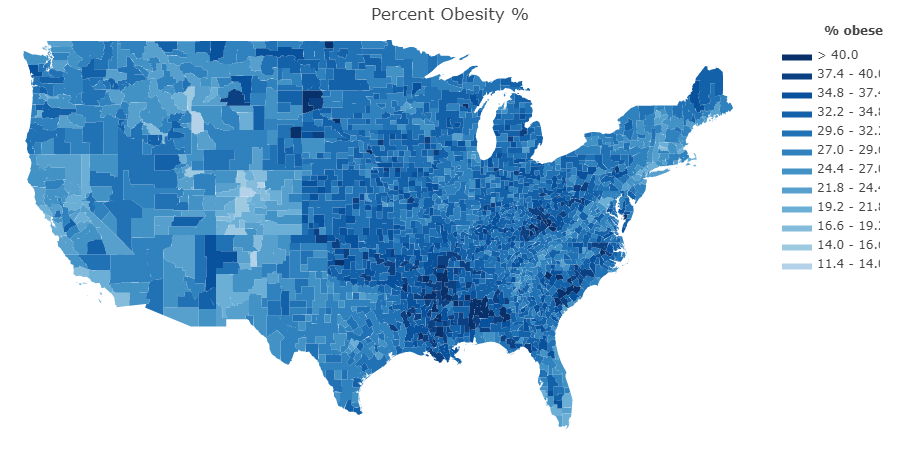 Percent Obesity %
% obese
> 40.0
37.4 - 40.
34.8 - 37.
32.2 - 34.
29.6 - 32.
27.0 - 29.
24.4 - 27.
21.8 - 24.
19.2 - 21.
16.6 - 19.
14.0 - 16.
11.4 - 14.